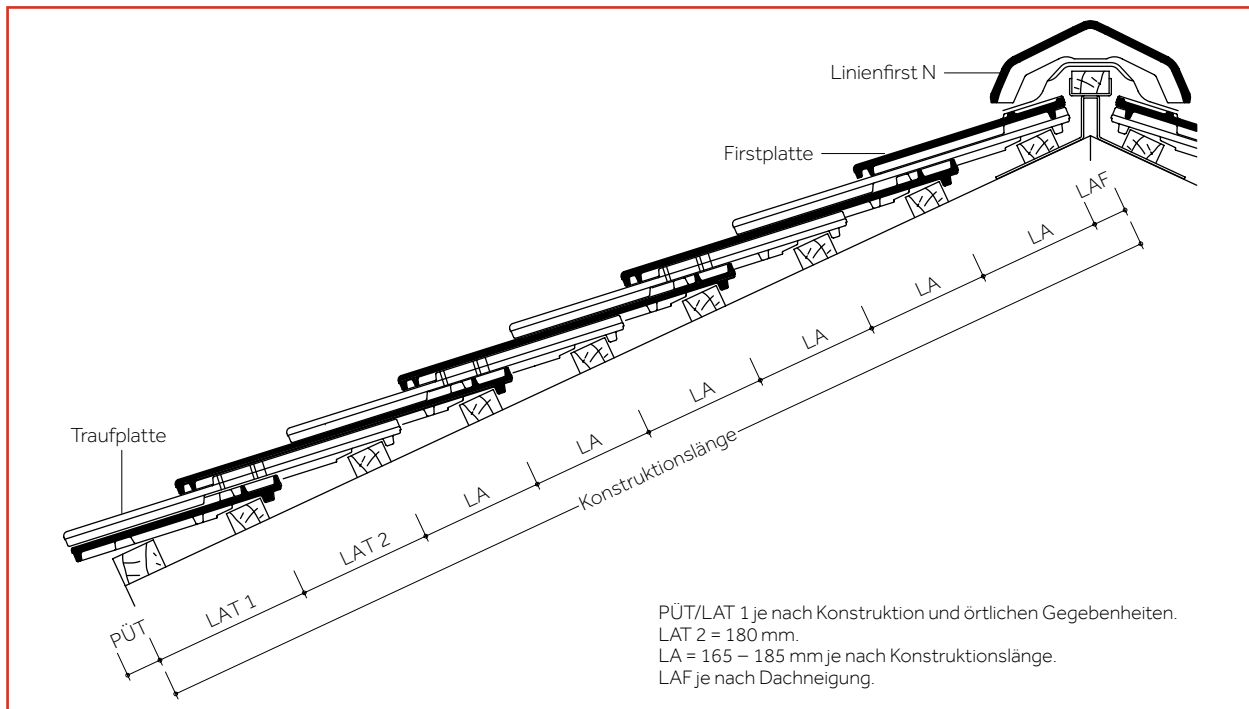 Linienfirst N
Firstplatte
Traufplatte
PÜT
LAT 1
LAT 2
LA
LA
LA
LA
LA
LA
LAF
Konstruktionslänge
PÜT/LAT 1 je nach Konstruktion und örtlichen Gegebenheiten.
LAT 2 = 180 mm.
LA = 165 – 185 mm je nach Konstruktionslänge.
LAF je nach Dachneigung.